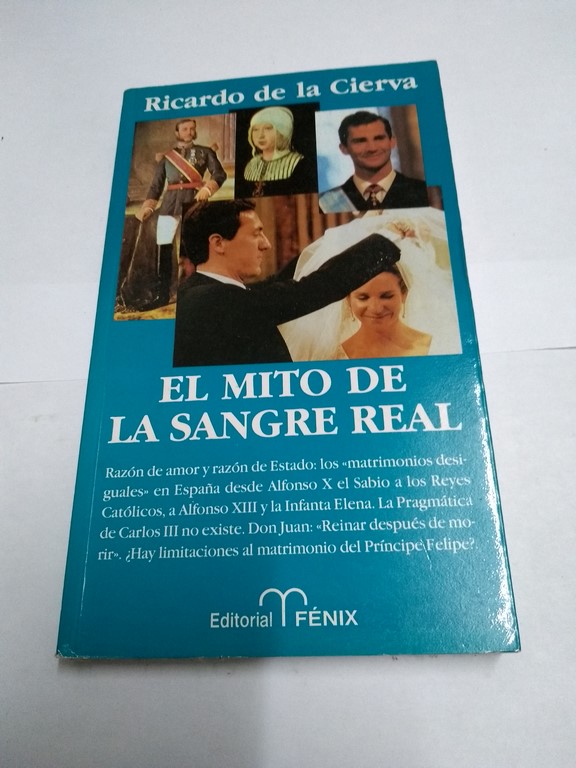 Ricardo de la Cierva
EL MITO DE
LA SANGRE REAL
Razón de amor y razón de Estado: los «matrimonios desi-
guales» en España desde Alfonso X el Sabio a los Reyes
Católicos, a Alfonso XIII y la Infanta Elena. La Pragmática
de Carlos III no existe. Don Juan: «Reinar después de mo-
rir». ¿Hay limitaciones al matrimonio del Príncipe Felipe?
Editorial FÉNIX